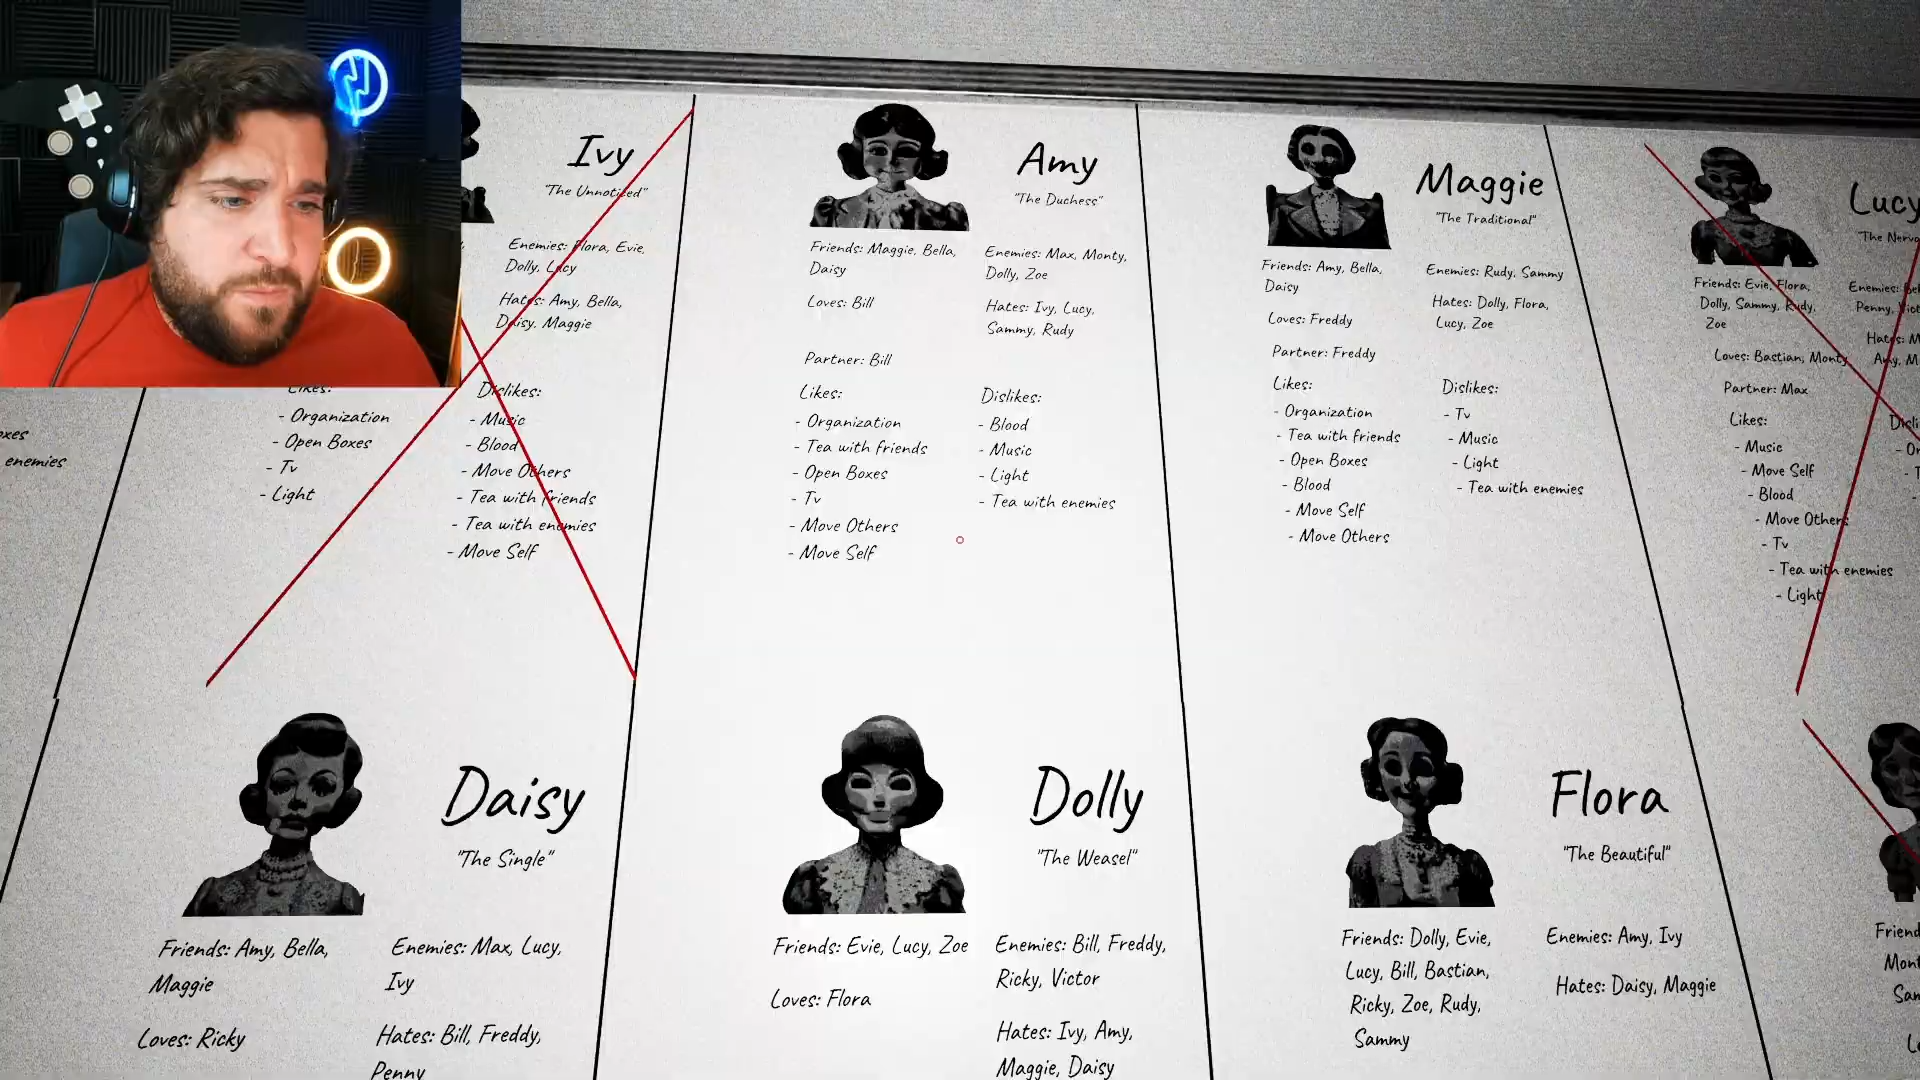 Ivy
"The Unnoticed"
Enemies: Flora, Evie,
Dolly, Lucy
Hates: Amy, Bella,
Daisy, Maggie
Likes:
- Organization
- Open Boxes
- Tv
- Light
Dislikes:
- Music
- Blood
- Move Others
- Tea with friends
- Tea with enemies
- Move Self
enemies
Amy
"The Duchess"
Friends: Maggie, Bella,
Daisy
Loves: Bill
Partner: Bill
Enemies: Max, Monty,
Dolly, Zoe
Hates: Ivy, Lucy,
Sammy, Rudy
Likes:
- Organization
- Tea with friends
- Open Boxes
- Tv
- Move Others
- Move Self
Dislikes:
- Blood
- Music
- Light
- Tea with enemies
Maggie
"The Traditional"
Friends: Amy, Bella,
Daisy
Loves: Freddy
Partner: Freddy
Enemies: Rudy, Sammy
Hates: Dolly, Flora,
Lucy, Zoe
Likes:
- Organization
- Tea with friends
- Open Boxes
- Blood
- Move Self
- Move Others
Dislikes:
- Tv
- Music
- Light
- Tea with enemies
Lucy
"The
Friends: Evie, Flora,
Dolly, Sammy, Rudy,
Zoe
Loves: Bastian, Monty
Partner: Max
Enemies:
Penny,
Hates:
Amy,
Likes:
- Music
- Move Self
- Blood
- Move Others
- Tv
- Tea with enemies
- Light
Daisy
"The Single"
Friends: Amy, Bella,
Maggie
Loves: Ricky
Enemies: Max, Lucy,
Ivy
Hates: Bill, Freddy,
Penny
Dolly
"The Weasel"
Friends: Evie, Lucy, Zoe
Loves: Flora
Enemies: Bill, Freddy,
Ricky, Victor
Hates: Ivy, Amy,
Maggie, Daisy
Flora
"The Beautiful"
Friends: Dolly, Evie,
Lucy, Bill, Bastian,
Ricky, Zoe, Rudy,
Sammy
Enemies: Amy, Ivy
Hates: Daisy, Maggie